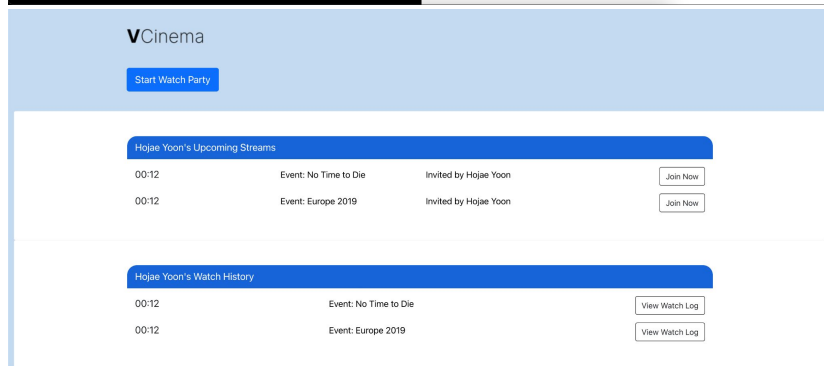 VCinema
Start Watch Party
Hojae Yoon's Upcoming Streams
00:12 Event: No Time to Die Invited by Hojae Yoon Join Now
00:12 Event: Europe 2019 Invited by Hojae Yoon Join Now
Hojae Yoon's Watch History
00:12 Event: No Time to Die View Watch Log
00:12 Event: Europe 2019 View Watch Log